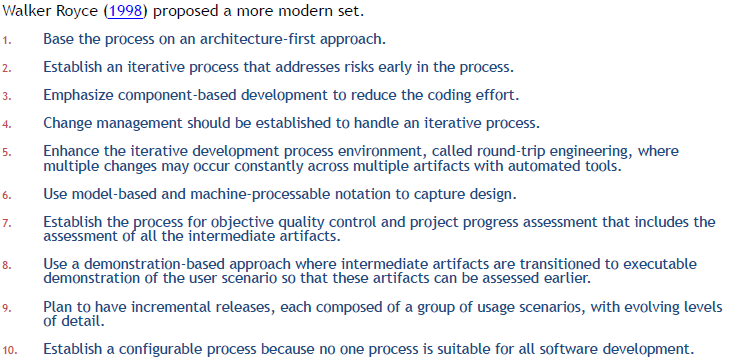 Walker Royce (1998) proposed a more modern set.
1. Base the process on an architecture-first approach.
2. Establish an iterative process that addresses risks early in the process.
3. Emphasize component-based development to reduce the coding effort.
4. Change management should be established to handle an iterative process.
5. Enhance the iterative development process environment, called round-trip engineering, where
multiple changes may occur constantly across multiple artifacts with automated tools.
6. Use model-based and machine-processable notation to capture design.
7. Establish the process for objective quality control and project progress assessment that includes the
assessment of all the intermediate artifacts.
8. Use a demonstration-based approach where intermediate artifacts are transitioned to executable
demonstration of the user scenario so that these artifacts can be assessed earlier.
9. Plan to have incremental releases, each composed of a group of usage scenarios, with evolving levels
of detail.
10. Establish a configurable process because no one process is suitable for all software development.